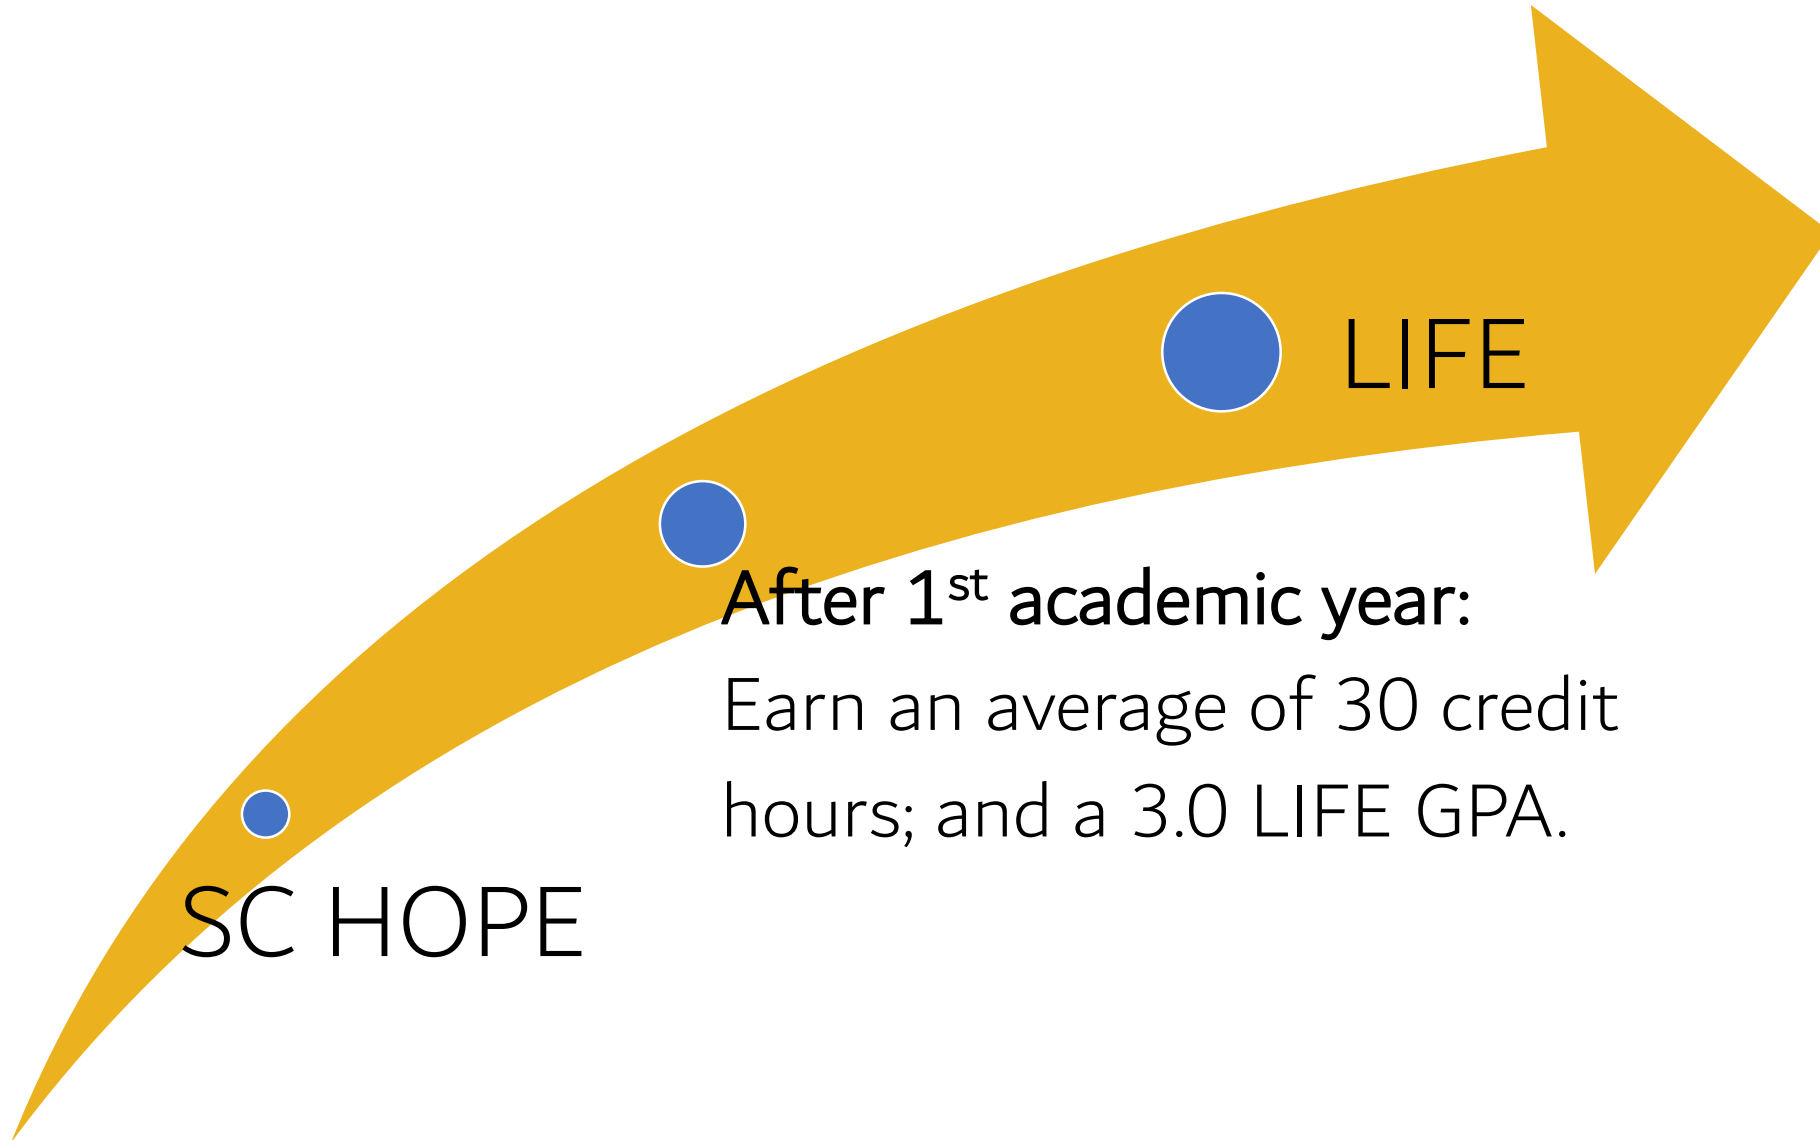 LIFE
After 1st academic year:
Earn an average of 30 credit
hours; and a 3.0 LIFE GPA.
SC HOPE